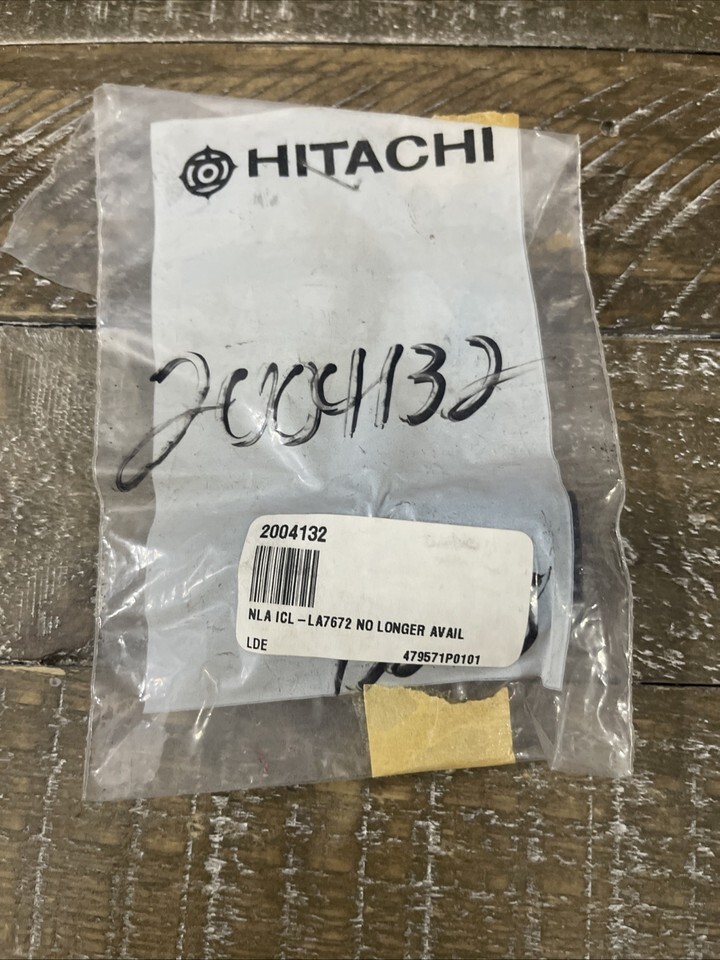 HITACHI
2004132
2004132
NLA ICL-LA7672 NO LONGER AVAIL
LDE 479571P0101